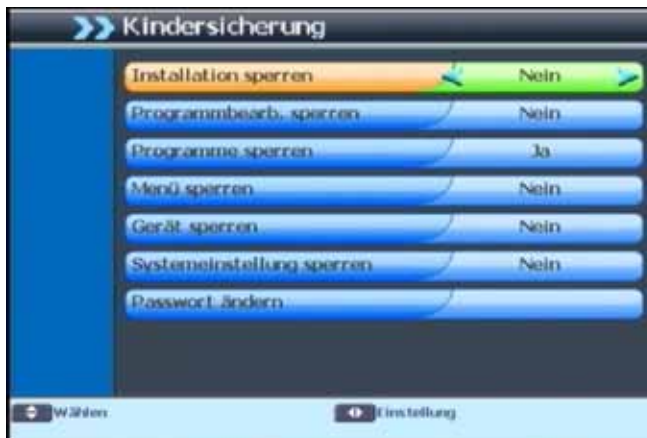 Kindersicherung
Installation sperren Nein
Programmbearb. sperren Nein
Programme sperren Ja
Menü sperren Nein
Gerät sperren Nein
Systemeinstellung sperren Nein
Passwort ändern
Wählen Einstellung